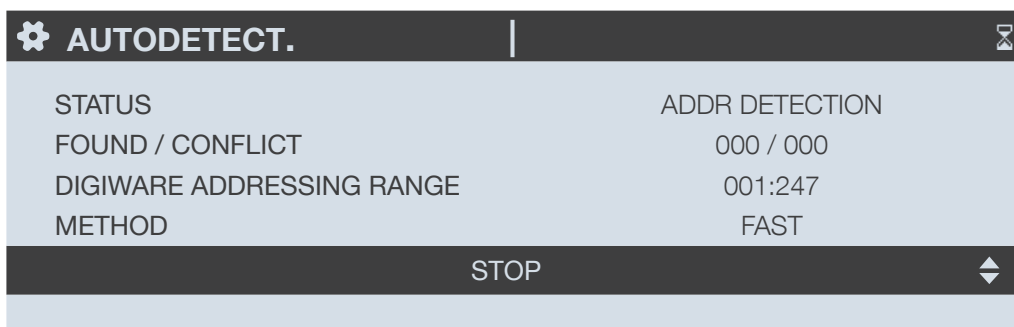 AUTODETECT.
STATUS ADDR DETECTION
FOUND / CONFLICT 000 / 000
DIGIWARE ADDRESSING RANGE 001:247
METHOD FAST
STOP